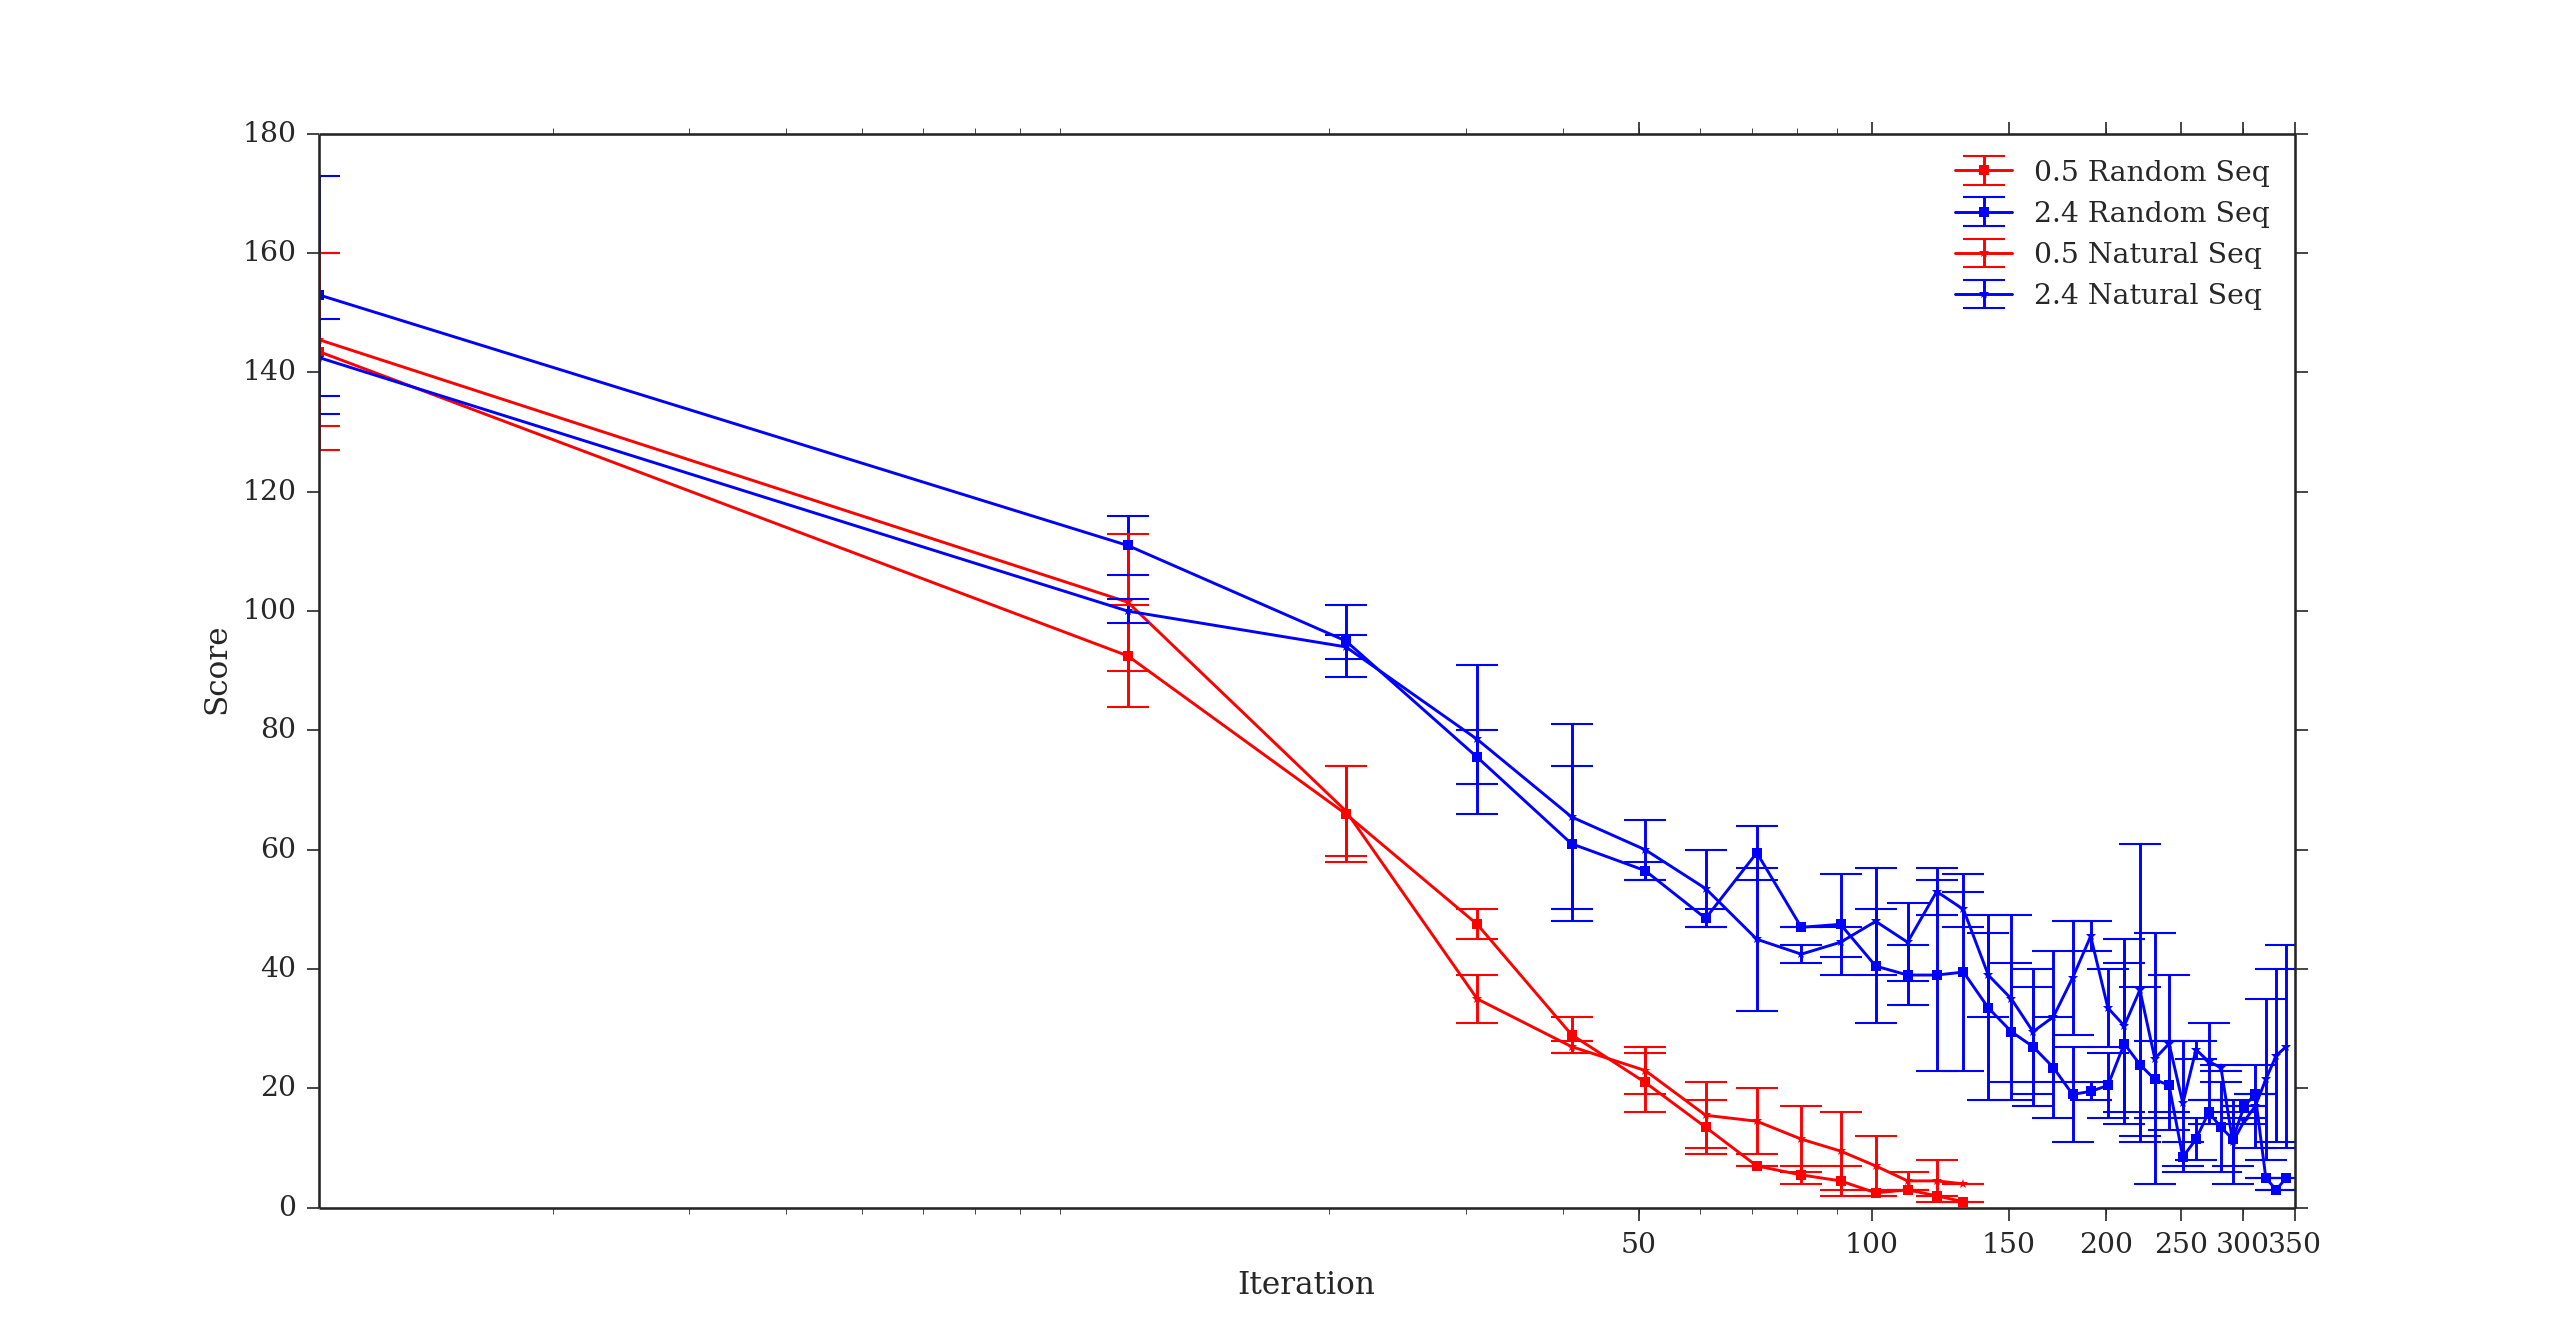 180
160
140
120
100
80
60
40
20
0
Score
0.5 Random Seq
2.4 Random Seq
0.5 Natural Seq
2.4 Natural Seq
50 100 150 200 250 300 350
Iteration